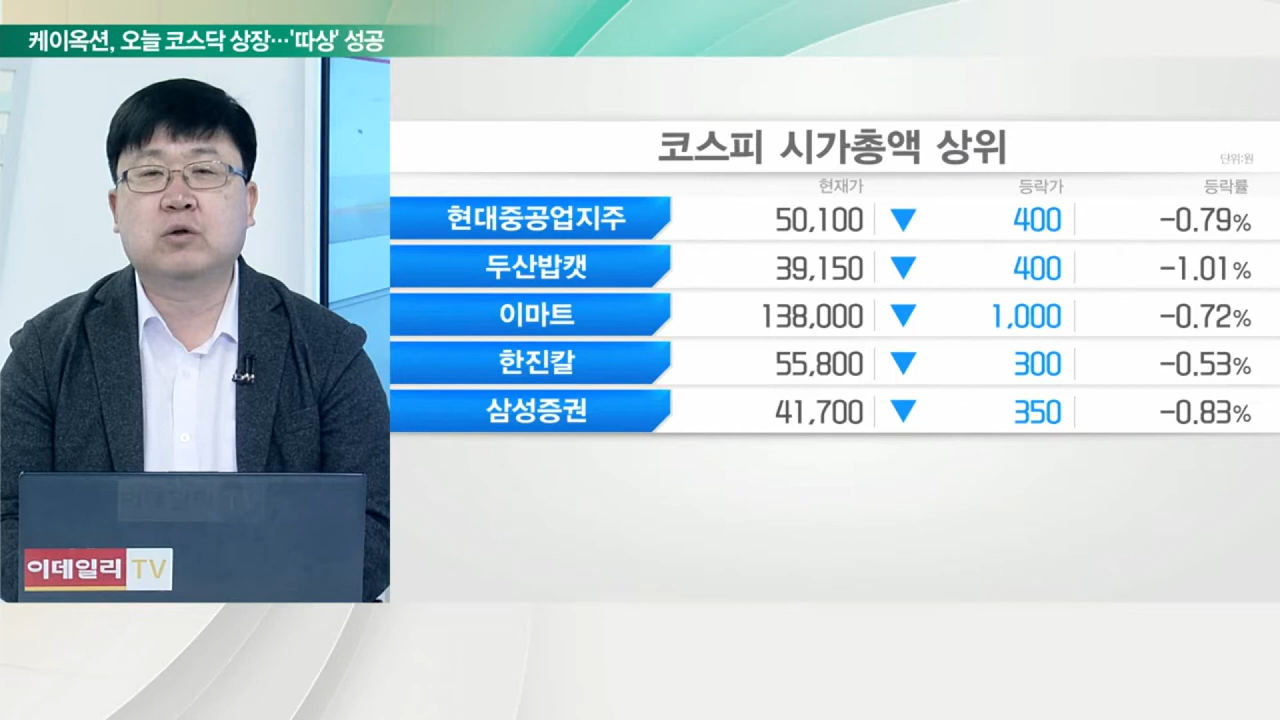 케이옥션, 오늘 코스닥 상장…'따상' 성공
코스피 시가총액 상위
단위:원
현재가 등락가 등락률
현대중공업지주 50,100 ▼ 400 -0.79%
두산밥캣 39,150 ▼ 400 -1.01%
이마트 138,000 ▼ 1,000 -0.72%
한진칼 55,800 ▼ 300 -0.53%
삼성증권 41,700 ▼ 350 -0.83%
이데일리 TV